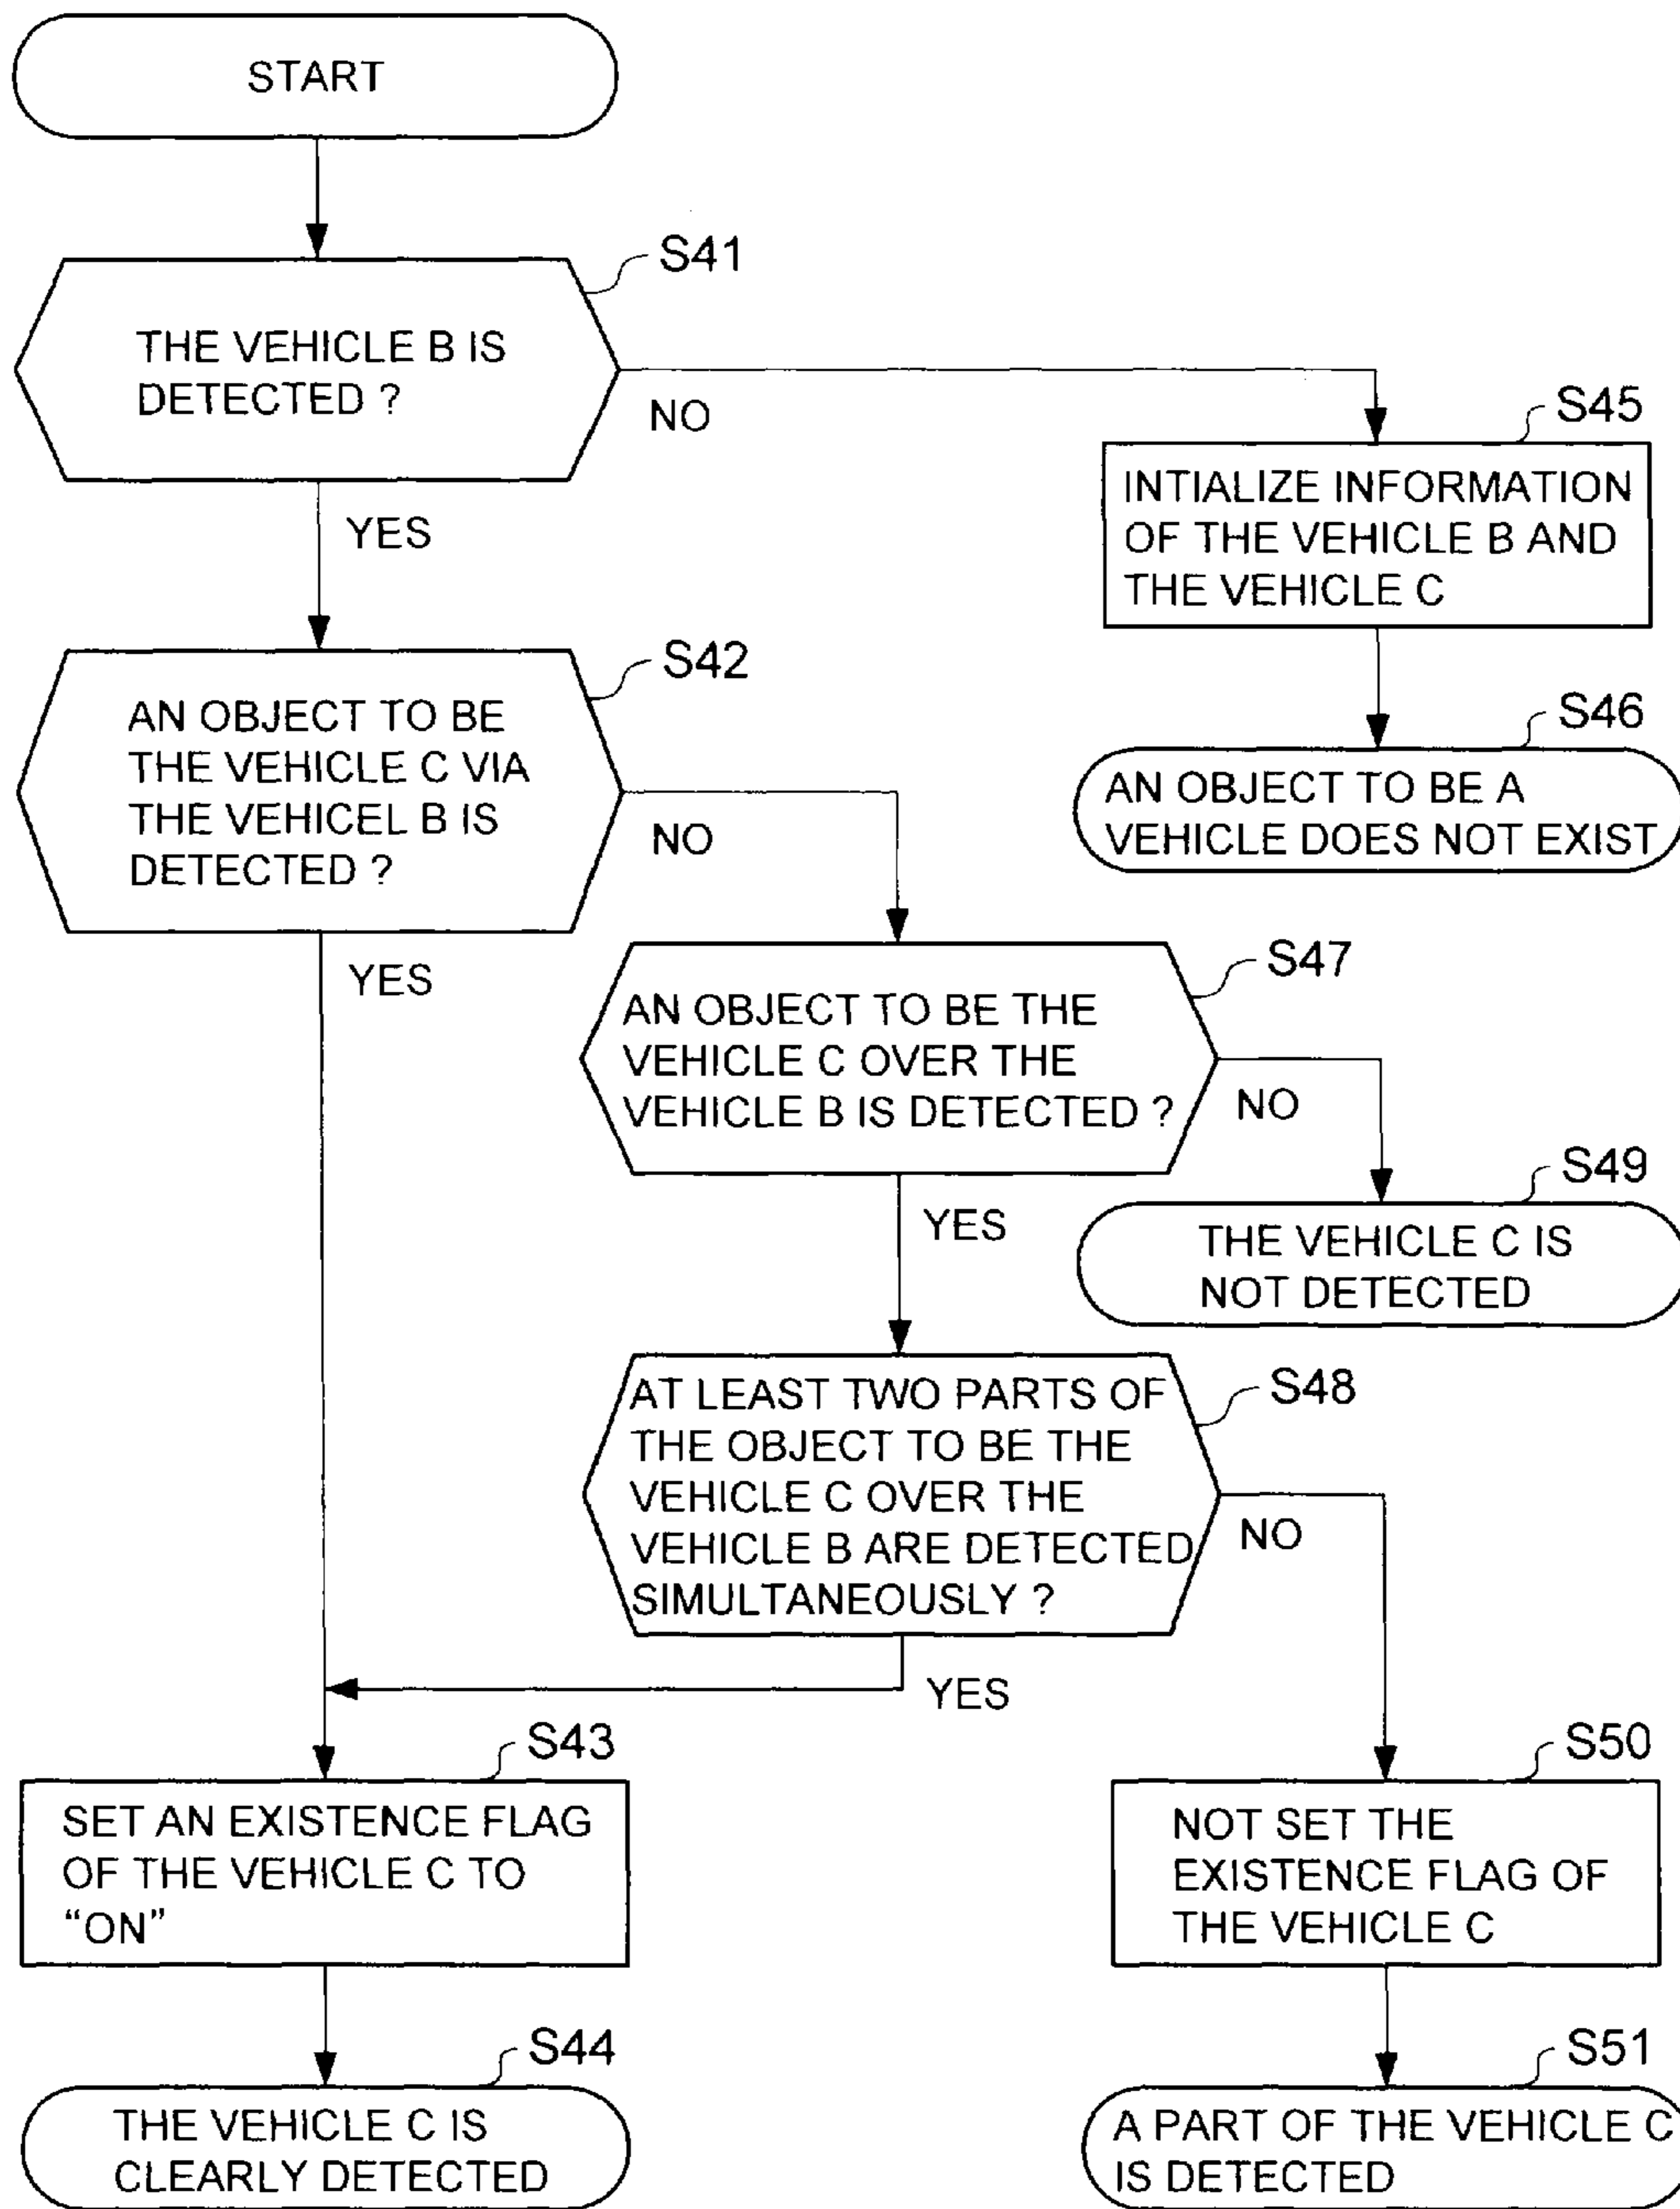 START
S41
THE VEHICLE B IS
DETECTED ?
NO
YES
S45
INTIALIZE INFORMATION
OF THE VEHICLE B AND
THE VEHICLE C
S42
AN OBJECT TO BE
THE VEHICLE C VIA
THE VEHICEL B IS
DETECTED ?
NO
YES
S46
AN OBJECT TO BE A
VEHICLE DOES NOT EXIST
S47
AN OBJECT TO BE THE
VEHICLE C OVER THE
VEHICLE B IS DETECTED ?
NO
YES
S49
THE VEHICLE C IS
NOT DETECTED
S48
AT LEAST TWO PARTS OF
THE OBJECT TO BE THE
VEHICLE C OVER THE
VEHICLE B ARE DETECTED
SIMULTANEOUSLY ?
NO
YES
S43
SET AN EXISTENCE FLAG
OF THE VEHICLE C TO
“ON”
S50
NOT SET THE
EXISTENCE FLAG OF
THE VEHICLE C
S44
THE VEHICLE C IS
CLEARLY DETECTED
S51
A PART OF THE VEHICLE C
IS DETECTED